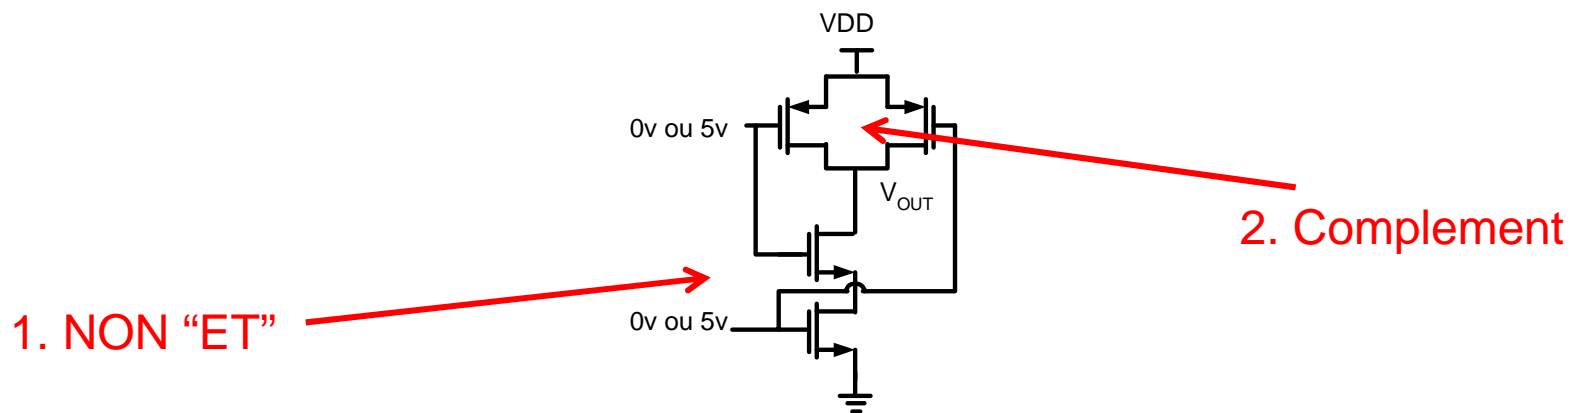 VDD
0v ou 5v
VOUT
2. Complement
1. NON “ET”
0v ou 5v